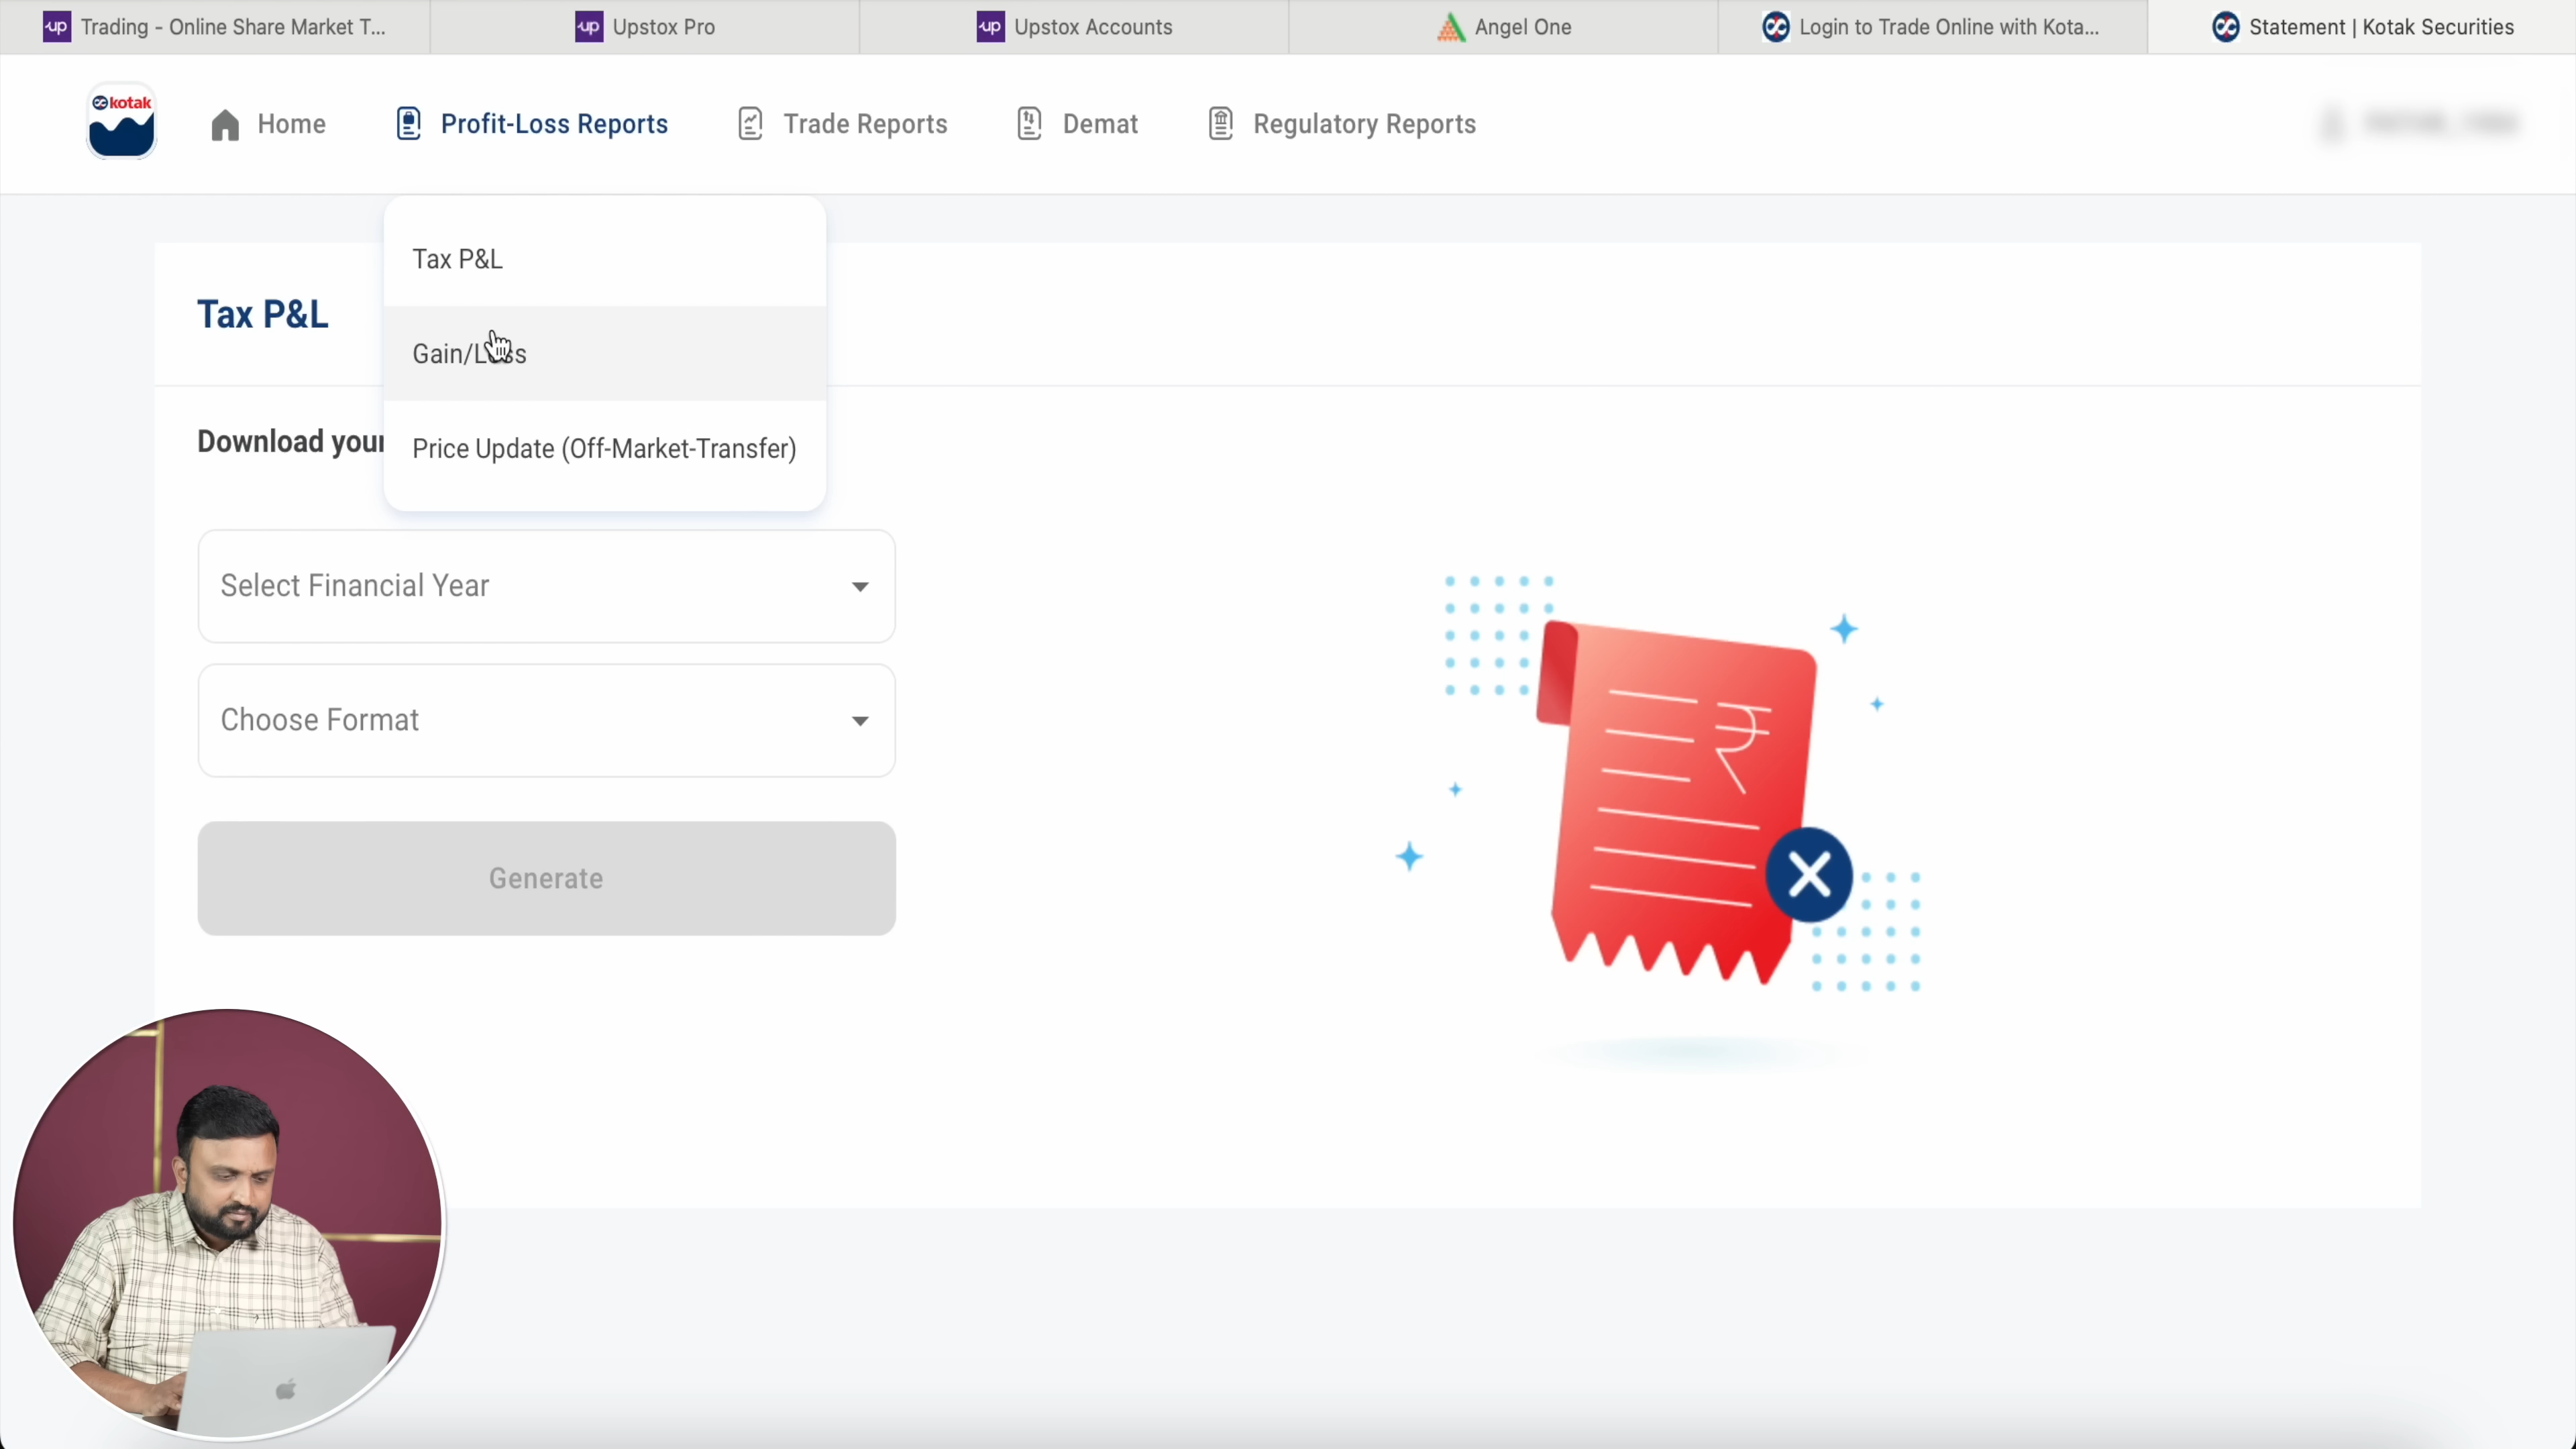 Trading - Online Share Market T...
Upstox Pro
Upstox Accounts
Angel One
Login to Trade Online with Kota...
Statement | Kotak Securities
kotak
Home
Profit-Loss Reports
Trade Reports
Demat
Regulatory Reports
Tax P&L
Gain/Loss
Price Update (Off-Market-Transfer)
Tax P&L
Download your
Select Financial Year
Choose Format
Generate
₹